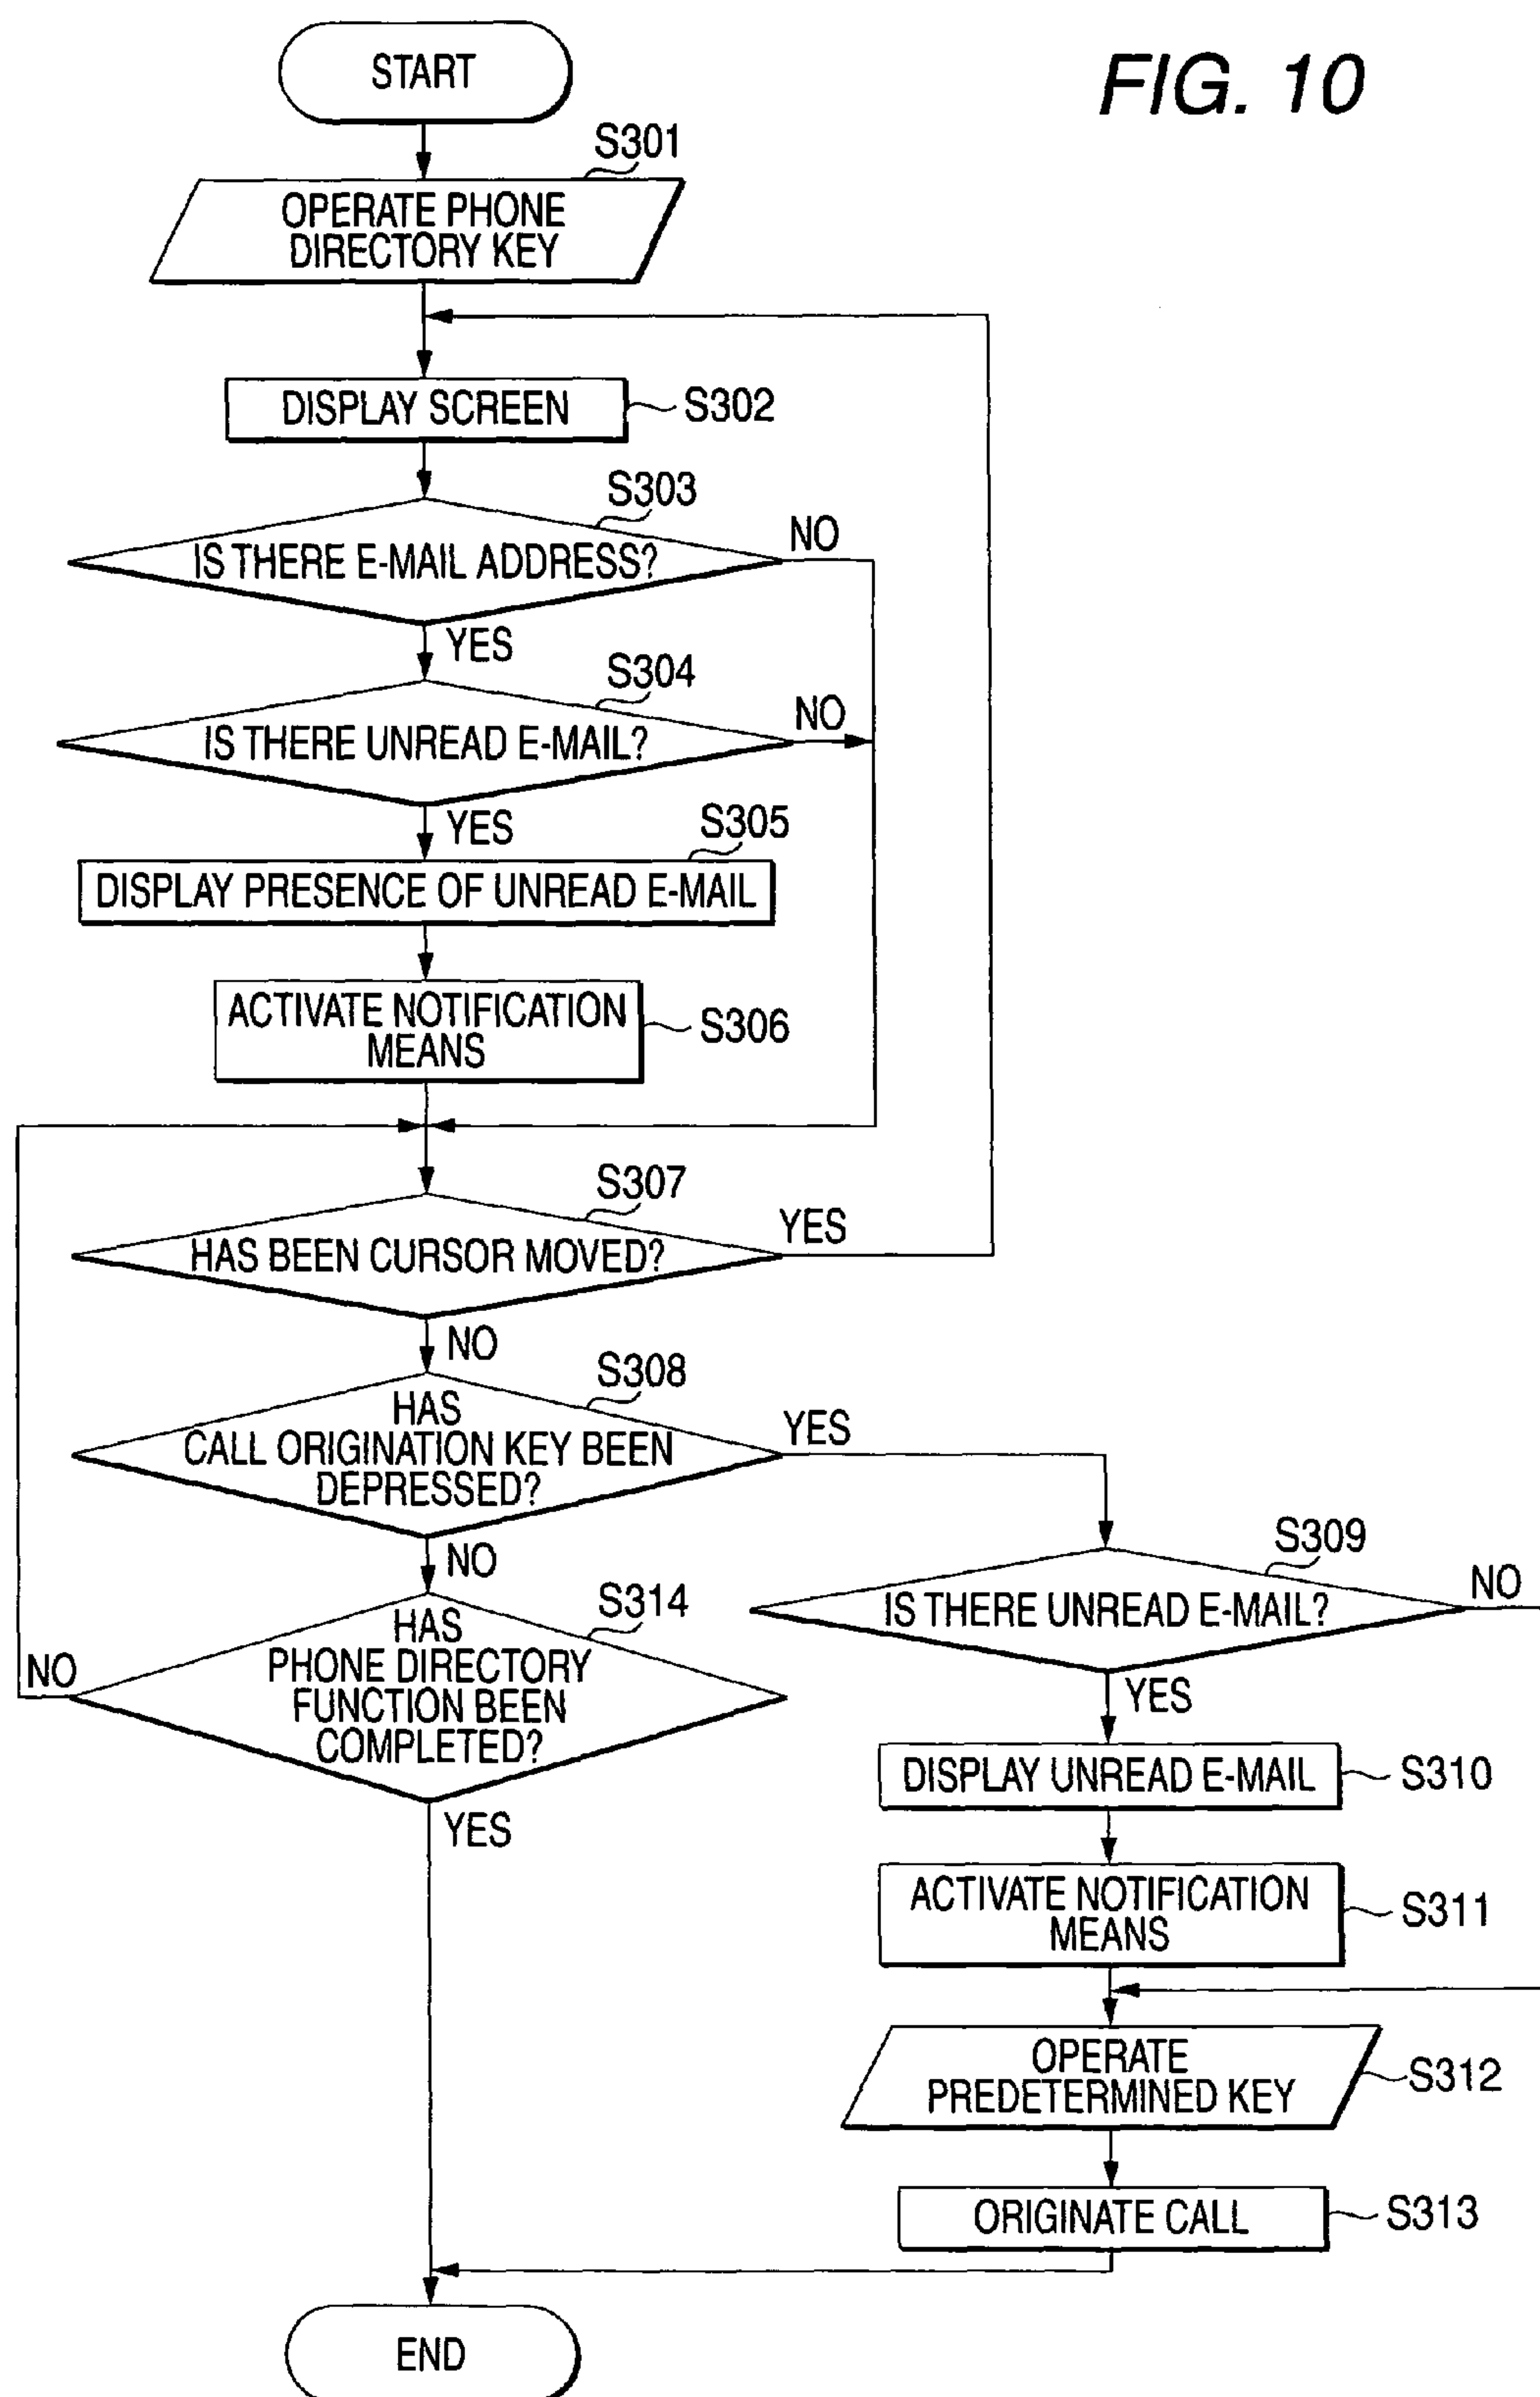 FIG. 10
START
S301
OPERATE PHONE
DIRECTORY KEY
DISPLAY SCREEN
S302
S303
IS THERE E-MAIL ADDRESS?
NO
YES
S304
IS THERE UNREAD E-MAIL?
NO
YES
S305
DISPLAY PRESENCE OF UNREAD E-MAIL
ACTIVATE NOTIFICATION
MEANS
S306
S307
HAS BEEN CURSOR MOVED?
YES
NO
S308
HAS
CALL ORIGINATION KEY BEEN
DEPRESSED?
YES
NO
S314
HAS
PHONE DIRECTORY
FUNCTION BEEN
COMPLETED?
NO
YES
S309
IS THERE UNREAD E-MAIL?
NO
YES
DISPLAY UNREAD E-MAIL
S310
ACTIVATE NOTIFICATION
MEANS
S311
OPERATE
PREDETERMINED KEY
S312
ORIGINATE CALL
S313
END